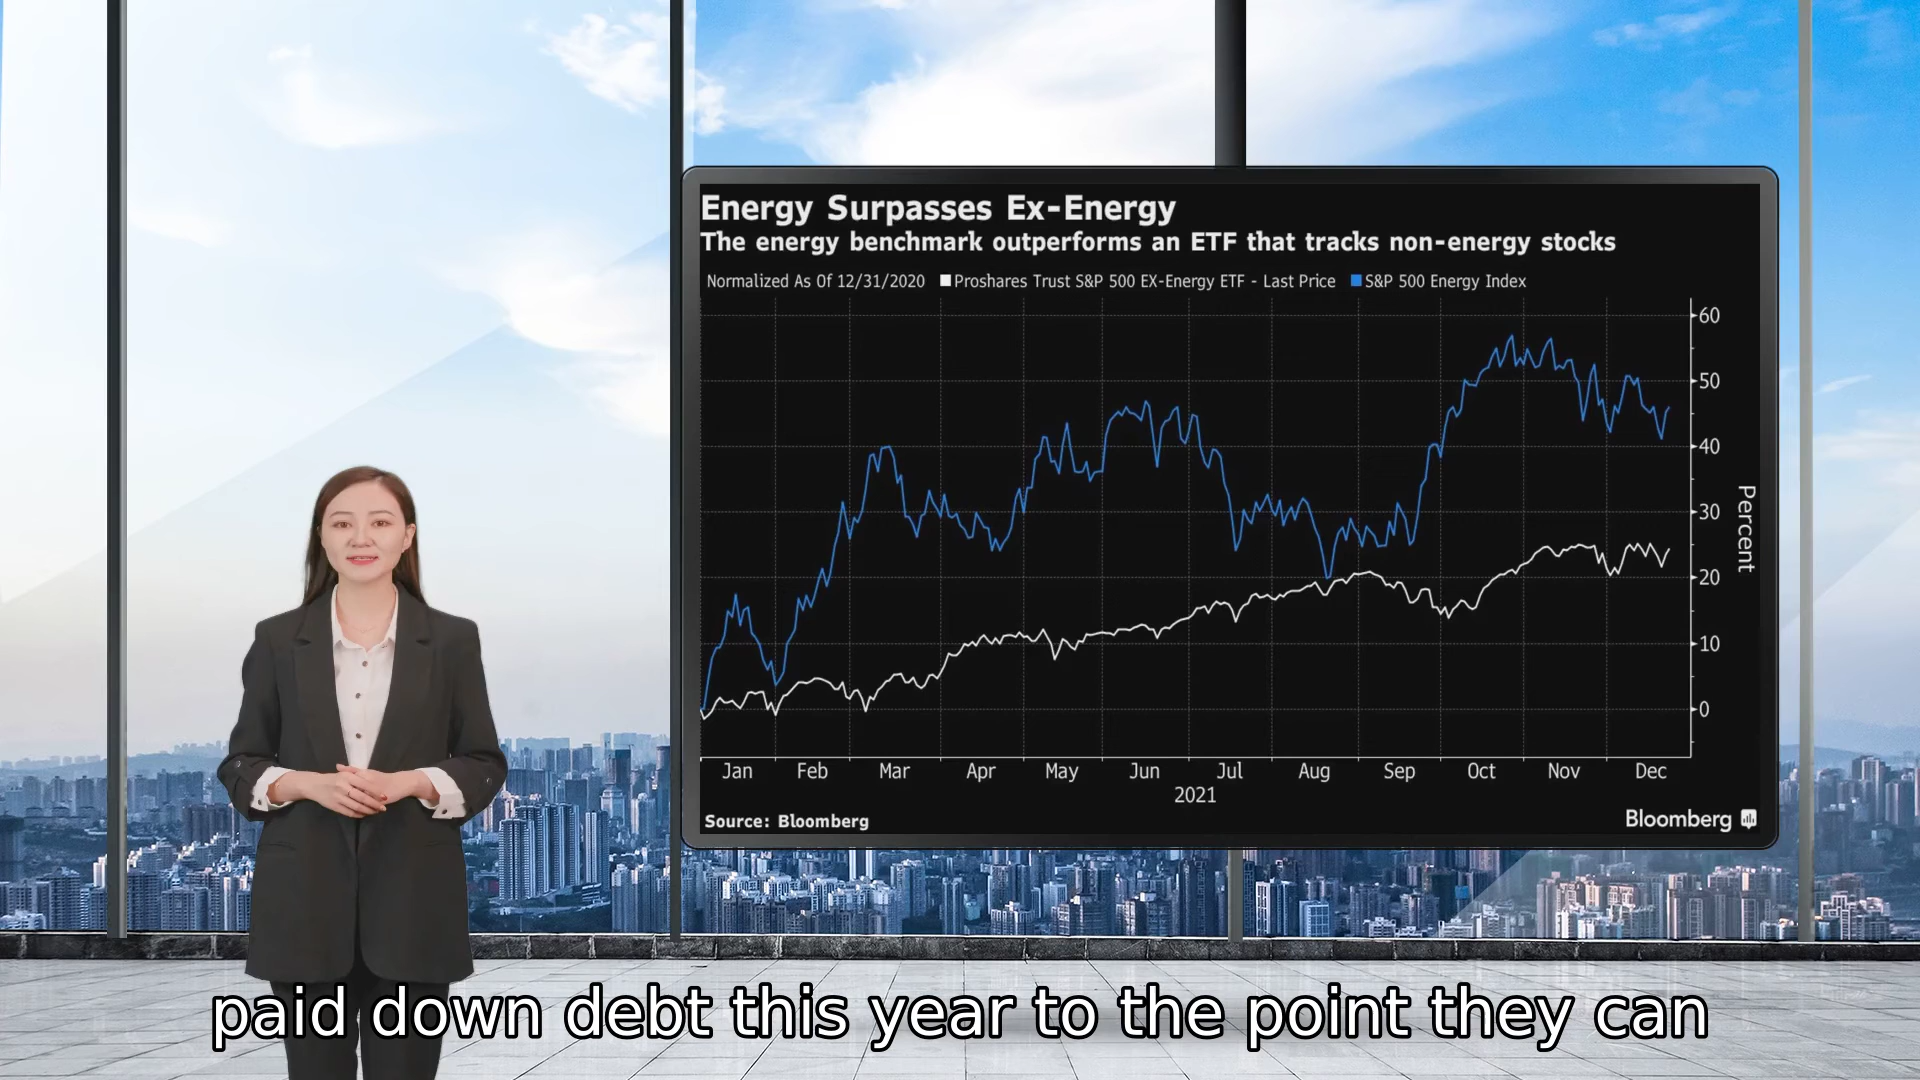 Energy Surpasses Ex-Energy
The energy benchmark outperforms an ETF that tracks non-energy stocks
Normalized As Of 12/31/2020 Proshares Trust S&P 500 EX-Energy ETF - Last Price S&P 500 Energy Index
60
50
40
30
20
10
0
Percent
Jan Feb Mar Apr May Jun Jul Aug Sep Oct Nov Dec
2021
Source: Bloomberg
Bloomberg
paid down debt this year to the point they can